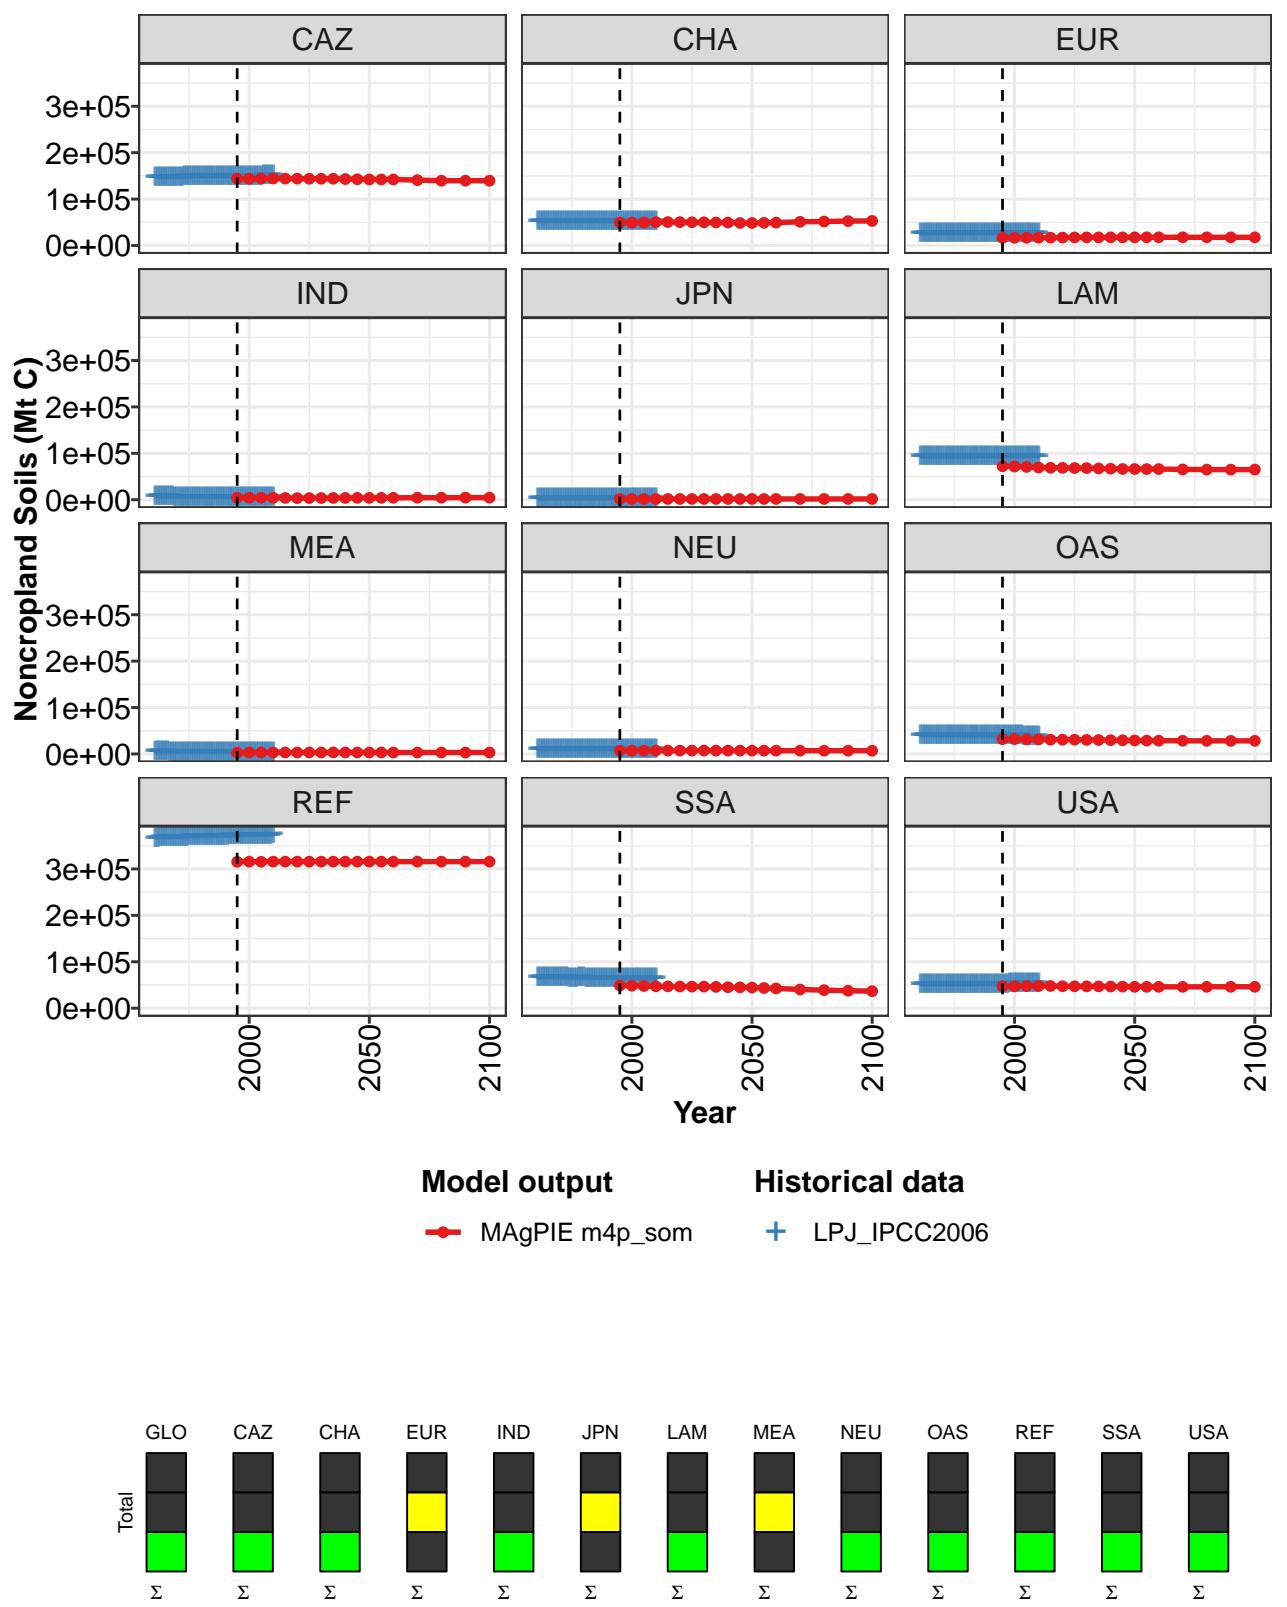 CAZ CHA EUR
3e+05
2e+05
1e+05
0e+00
IND JPN LAM
3e+05
2e+05
1e+05
0e+00
MEA NEU OAS
3e+05
2e+05
1e+05
0e+00
REF SSA USA
3e+05
2e+05
1e+05
0e+00
Noncropland Soils (Mt C)
2000 2050 2100 2000 2050 2100 2000 2050 2100
Year
Model output Historical data
MAgPIE m4p_som LPJ_IPCC2006
GLO CAZ CHA EUR IND JPN LAM MEA NEU OAS REF SSA USA
Total
Σ Σ Σ Σ Σ Σ Σ Σ Σ Σ Σ Σ Σ